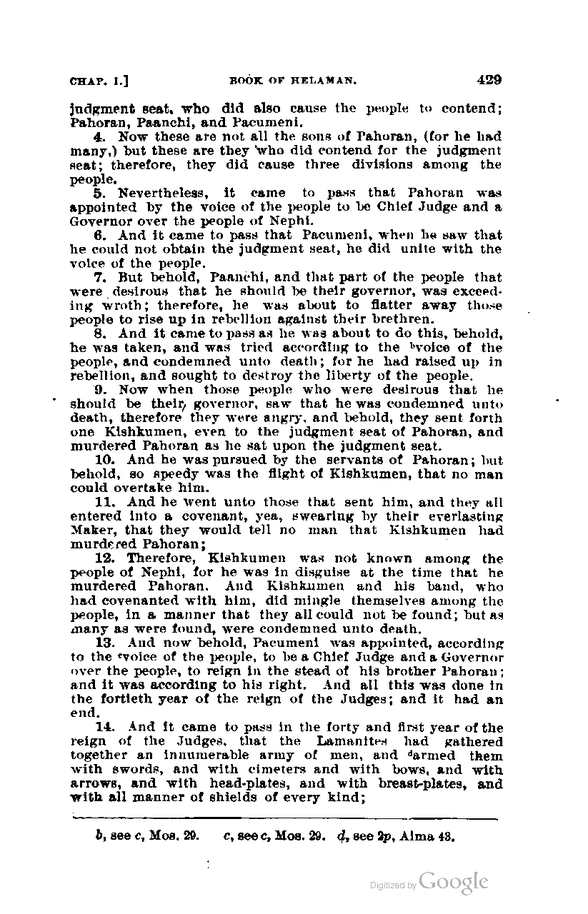 CHAP. I.] BOOK OF HELAMAN. 429
judgment seat, who did also cause the people to contend;
Pahoran, Paanchi, and Pacumeni.
4. Now these are not all the sons of Pahoran, (for he had
many,) but these are they who did contend for the judgment
seat; therefore, they did cause three divisions among the
people.
5. Nevertheless, it came to pass that Pahoran was
appointed by the voice of the people to be Chief Judge and a
Governor over the people of Nephi.
6. And it came to pass that Pacumeni, when he saw that
he could not obtain the judgment seat, he did unite with the
voice of the people.
7. But behold, Paanchi, and that part of the people that
were desirous that he should be their governor, was exceed-
ing wroth; therefore, he was about to flatter away those
people to rise up in rebellion against their brethren.
8. And it came to pass as he was about to do this, behold,
he was taken, and was tried according to the ᵇvoice of the
people, and condemned unto death; for he had raised up in
rebellion, and sought to destroy the liberty of the people.
9. Now when those people who were desirous that he
should be their governor, saw that he was condemned unto
death, therefore they were angry, and behold, they sent forth
one Kishkumen, even to the judgment seat of Pahoran, and
murdered Pahoran as he sat upon the judgment seat.
10. And he was pursued by the servants of Pahoran; but
behold, so speedy was the flight of Kishkumen, that no man
could overtake him.
11. And he went unto those that sent him, and they all
entered into a covenant, yea, swearing by their everlasting
Maker, that they would tell no man that Kishkumen had
murdered Pahoran;
12. Therefore, Kishkumen was not known among the
people of Nephi, for he was in disguise at the time that he
murdered Pahoran. And Kishkumen and his band, who
had covenanted with him, did mingle themselves among the
people, in a manner that they all could not be found; but as
many as were found, were condemned unto death.
13. And now behold, Pacumeni was appointed, according
to the ᶜvoice of the people, to be a Chief Judge and a Governor
over the people, to reign in the stead of his brother Pahoran;
and it was according to his right. And all this was done in
the fortieth year of the reign of the Judges; and it had an
end.
14. And it came to pass in the forty and first year of the
reign of the Judges, that the Lamanites had gathered
together an innumerable army of men, and ᵈarmed them
with swords, and with cimeters and with bows, and with
arrows, and with head-plates, and with breast-plates, and
with all manner of shields of every kind;
b, see c, Mos. 29. c, see c, Mos. 29. d, see 2p, Alma 43.
Digitized by Google